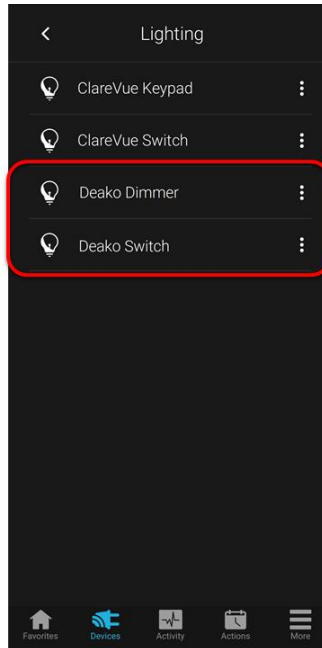 Lighting
ClareVue Keypad
ClareVue Switch
Deako Dimmer
Deako Switch
Favorites Devices Activity Actions More